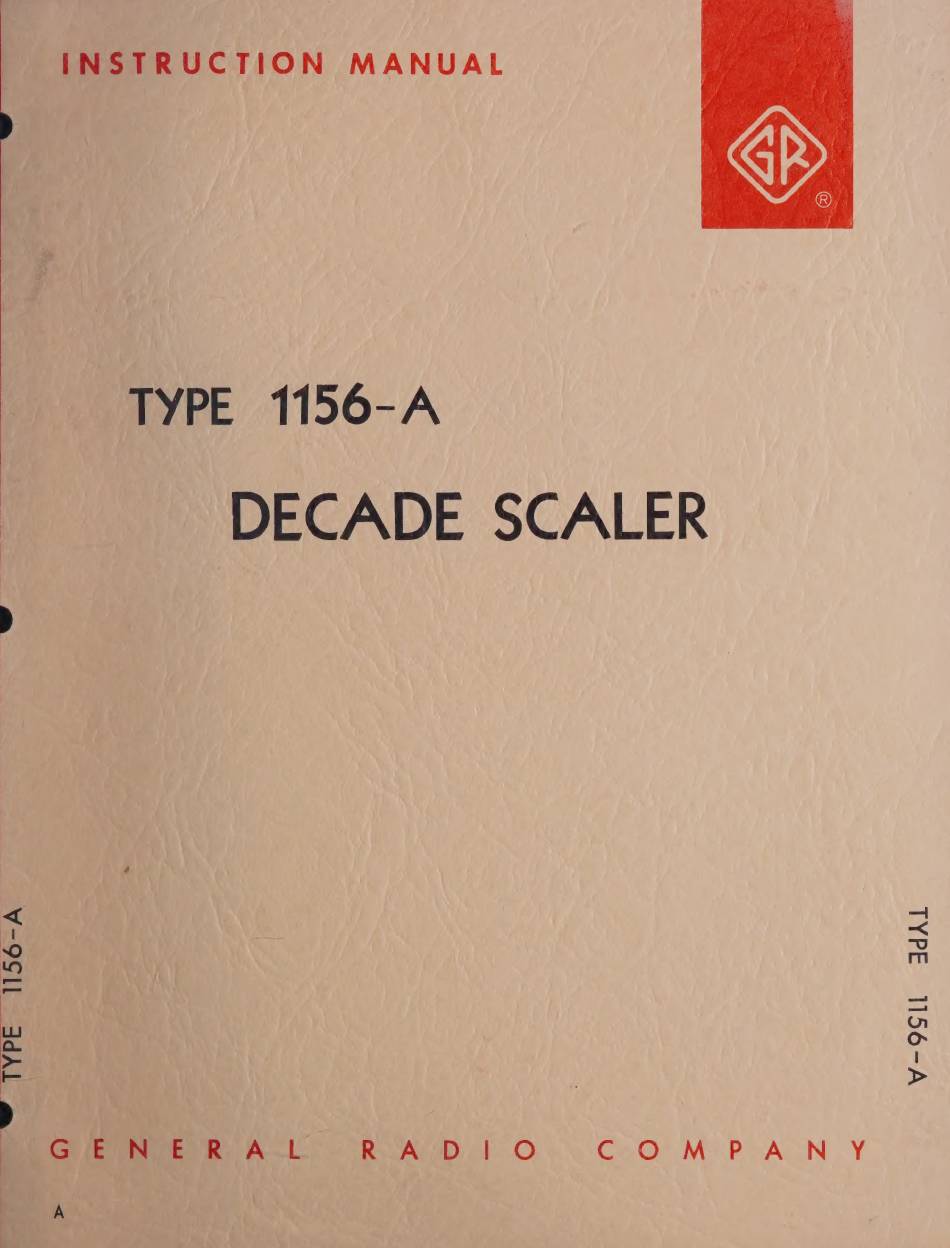 INSTRUCTION MANUAL
GR
®
TYPE 1156-A
DECADE SCALER
TYPE 1156-A
TYPE 1156-A
GENERAL RADIO COMPANY
A